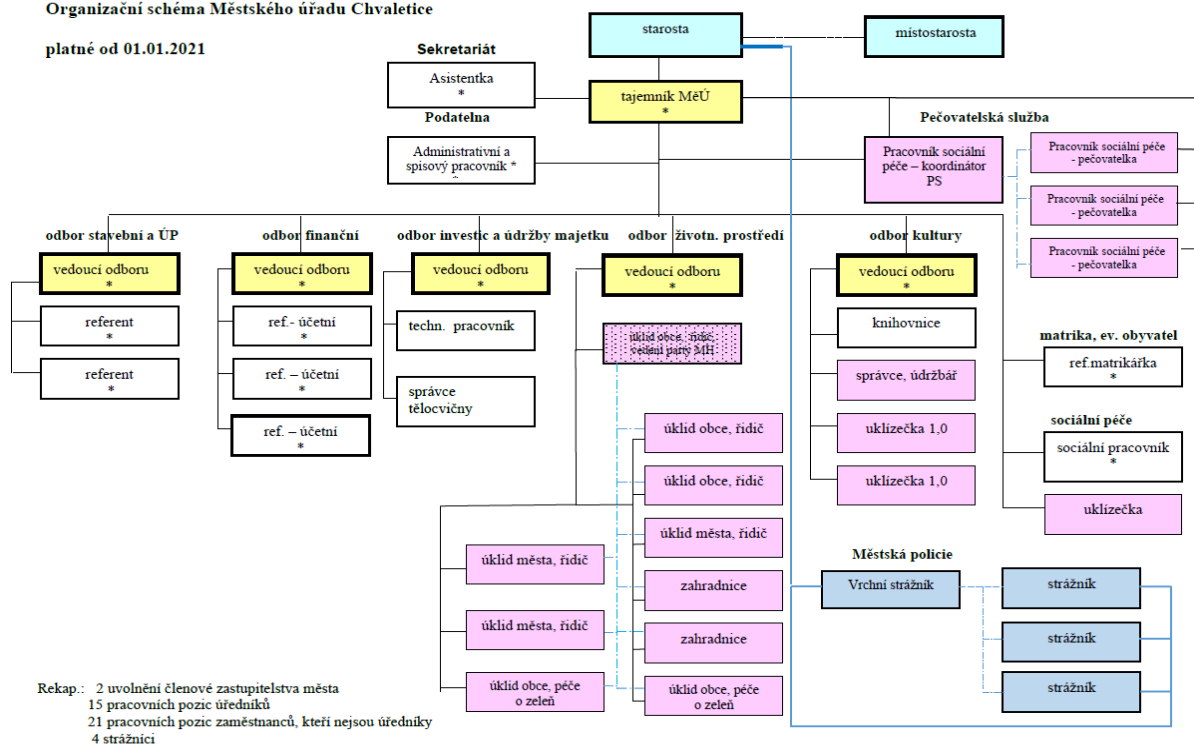 Organizační schéma Městského úřadu Chvaletice
platné od 01.01.2021
starosta
místostarosta
Sekretariát
Asistentka
*
tajemník MěÚ
*
Podatelna
Administrativní a
spisový pracovník *
*
Pečovatelská služba
Pracovník sociální
péče – koordinátor
PS
Pracovník sociální péče
- pečovatelka
Pracovník sociální péče
- pečovatelka
Pracovník sociální péče
- pečovatelka
odbor stavební a ÚP
vedoucí odboru
*
referent
*
referent
*
odbor finanční
vedoucí odboru
*
ref.- účetní
*
ref. – účetní
*
ref. – účetní
*
odbor investic a údržby majetku
vedoucí odboru
*
techn. pracovník
správce
tělocvičny
odbor životn. prostředí
vedoucí odboru
*
úklid obce, řidič,
vedení party MH
úklid obce, řidič
úklid obce, řidič
úklid města, řidič
zahradnice
zahradnice
úklid obce, péče
o zeleň
úklid města, řidič
úklid města, řidič
úklid obce, péče
o zeleň
odbor kultury
vedoucí odboru
*
knihovnice
správce, údržbář
uklízečka 1,0
uklízečka 1,0
matrika, ev. obyvatel
ref.matrikářka
*
sociální péče
sociální pracovník
*
uklízečka
Městská policie
Vrchní strážník
strážník
strážník
strážník
Rekap.: 2 uvolnění členové zastupitelstva města
15 pracovních pozic úředníků
21 pracovních pozic zaměstnanců, kteří nejsou úředníky
4 strážníci